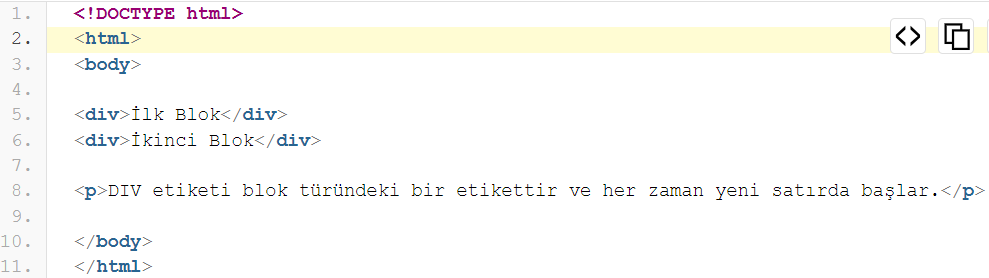 1. <!DOCTYPE html>
2. <html>
3. <body>
4.
5. <div>İlk Blok</div>
6. <div>İkinci Blok</div>
7.
8. <p>DIV etiketi blok türündeki bir etikettir ve her zaman yeni satırda başlar.</p>
9.
10. </body>
11. </html>